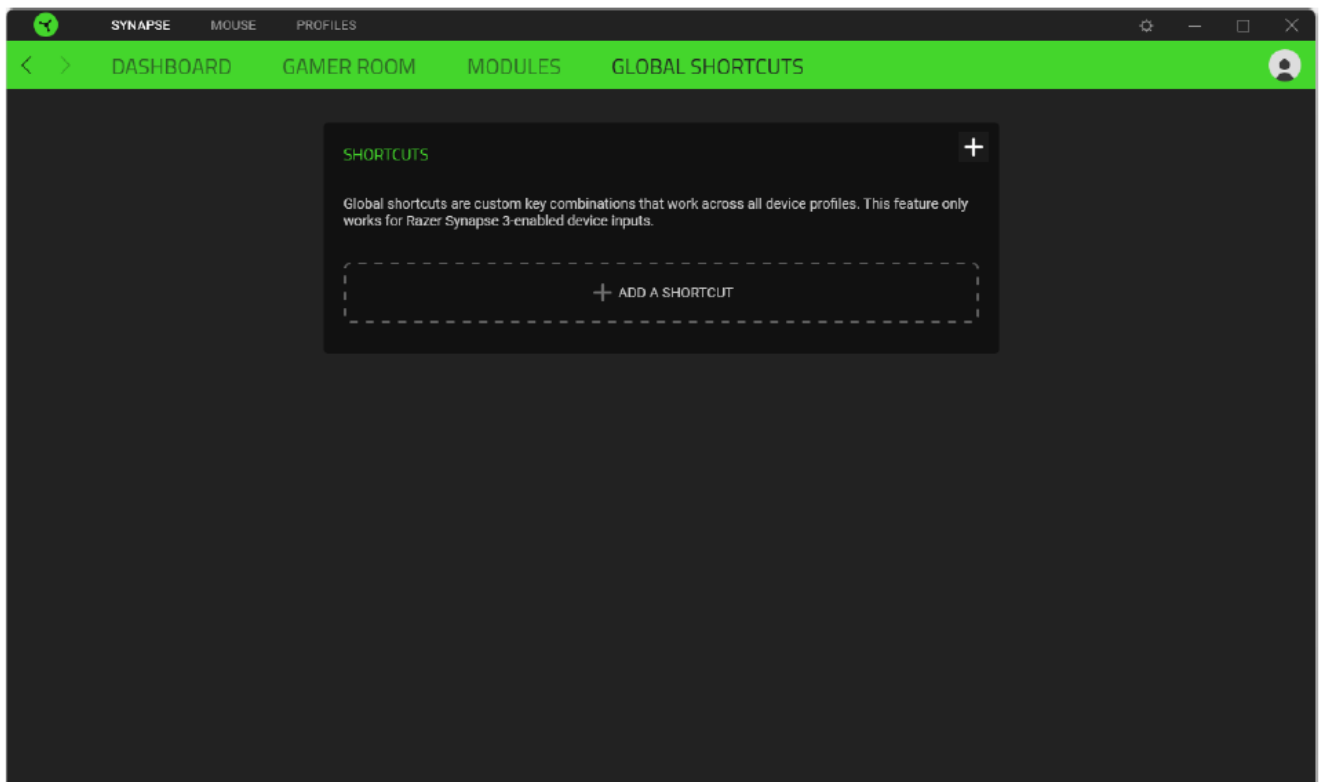 SYNAPSE MOUSE PROFILES
DASHBOARD GAMER ROOM MODULES GLOBAL SHORTCUTS
SHORTCUTS
Global shortcuts are custom key combinations that work across all device profiles. This feature only
works for Razer Synapse 3-enabled device inputs.
ADD A SHORTCUT